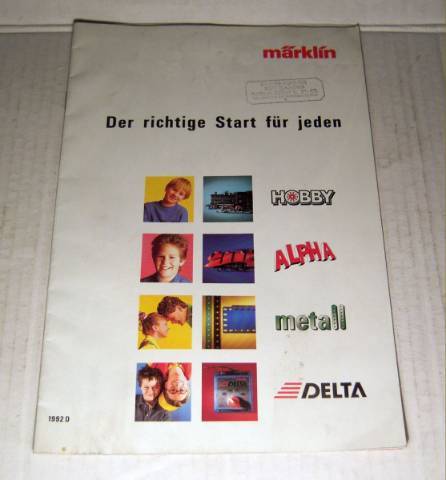 märklin
Der richtige Start für jeden
HOBBY
ALPHA
metall
DELTA
1992 D